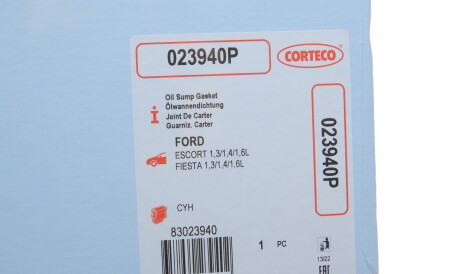 023940P
CORTECO
Oil Sump Gasket
Ölwannendichtung
Joint De Carter
Guarniz. Carter
FORD
ESCORT 1,3/1,4/1,6L
FIESTA 1,3/1,4/1,6L
023940P
CYH
83023940
1 PC
13/22
EAC